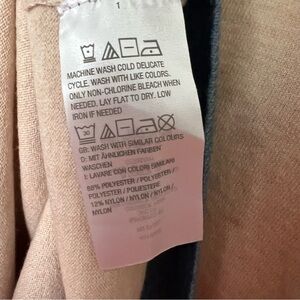 1
MACHINE WASH COLD DELICATE
CYCLE. WASH WITH LIKE COLORS.
ONLY NON-CHLORINE BLEACH WHEN
NEEDED. LAY FLAT TO DRY. LOW
IRON IF NEEDED
30
GB: WASH WITH SIMILAR COLOURS
D: MIT ÄHNLICHEN FARBEN
WASCHEN
I: LAVARE CON COLORI SIMILARI
88% POLYESTER / POLYESTER /
POLYESTER / POLIESTERE
12% NYLON / NYLON / NYLON /
NYLON